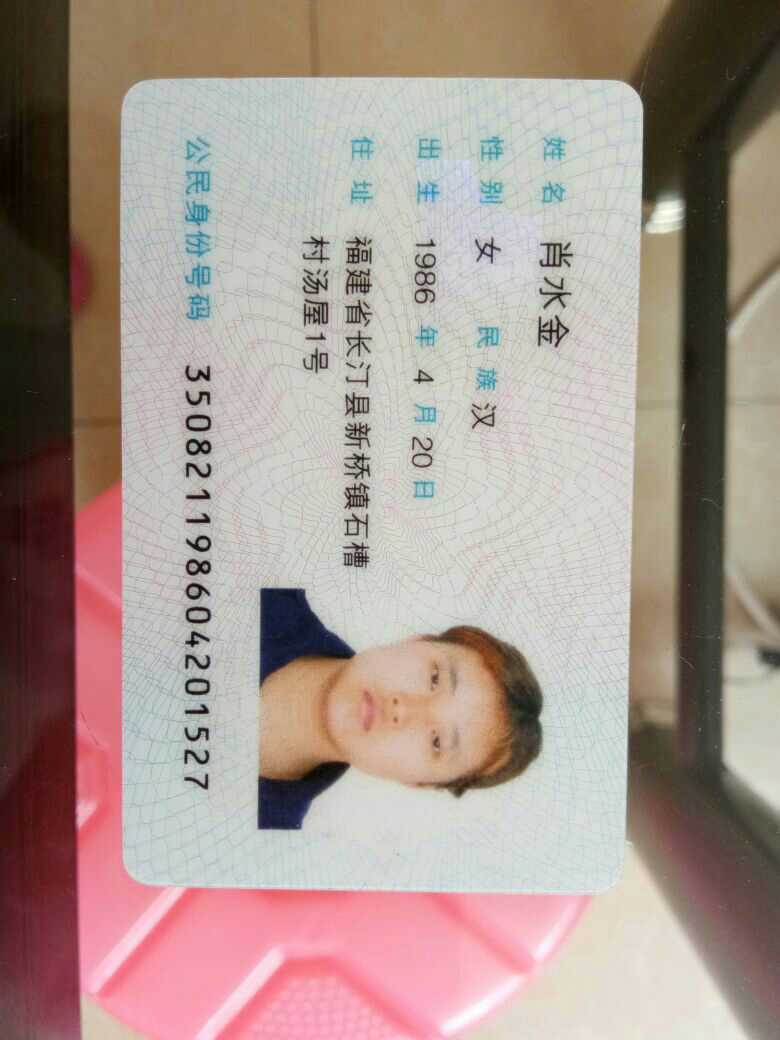 姓名 肖水金
性别 女 民族 汉
出生 1986 年 4 月 20 日
住址 福建省长汀县新桥镇石槽
村汤屋1号
公民身份号码 350821198604201527